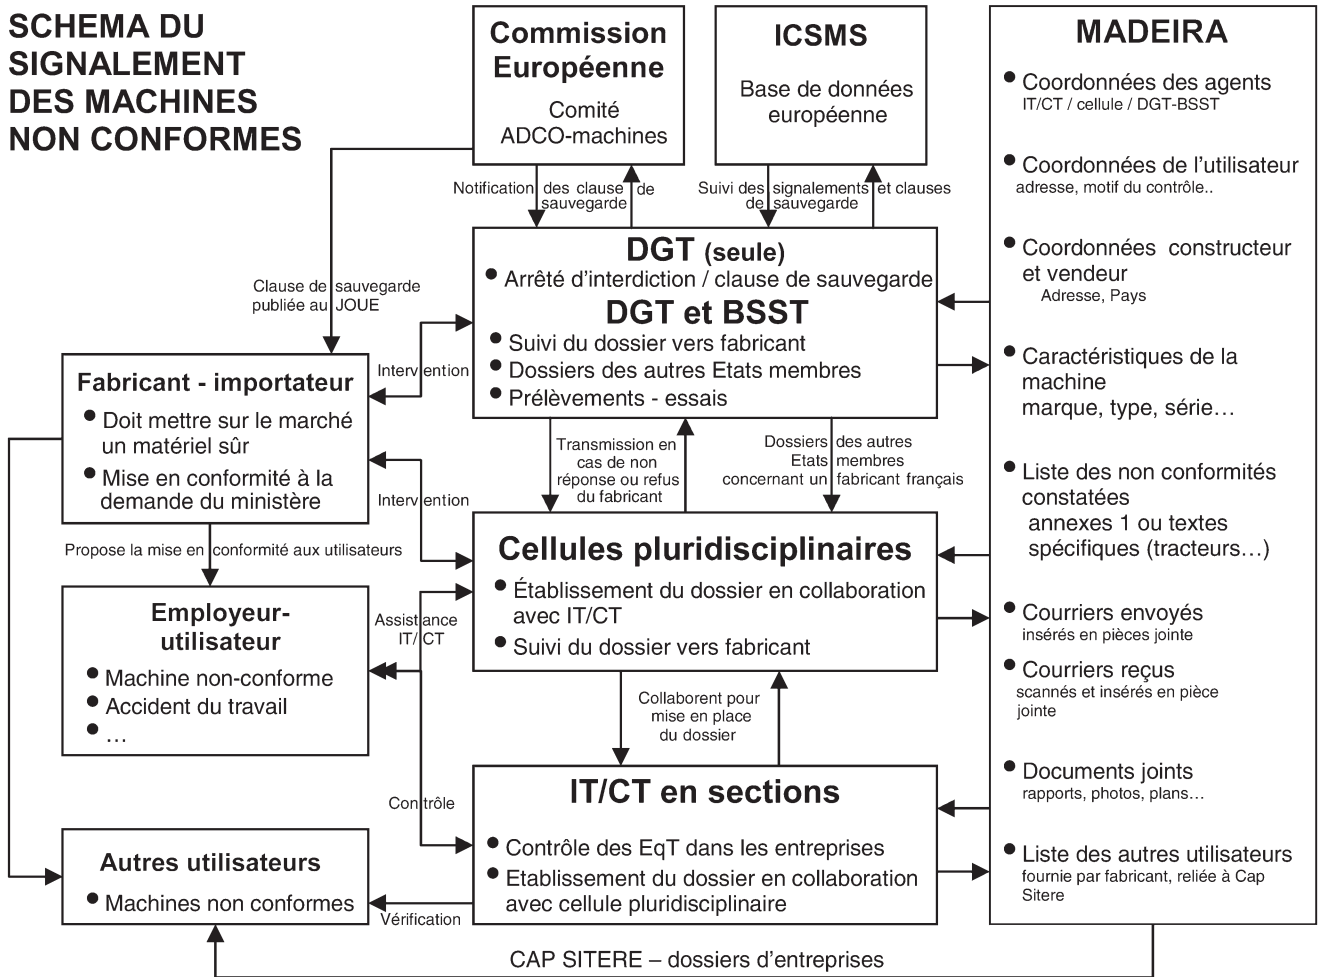 SCHEMA DU
SIGNALEMENT
DES MACHINES
NON CONFORMES
Commission
Européenne
Comité
ADCO-machines
ICSMS
Base de données
européenne
Notification des clause de
sauvegarde
Suivi des signalements et clauses
de sauvegarde
DGT (seule)
• Arrêté d'interdiction / clause de sauvegarde
DGT et BSST
• Suivi du dossier vers fabricant
• Dossiers des autres Etats membres
• Prélèvements - essais
Clause de sauvegarde
publiée au JOUE
Intervention
Fabricant - importateur
• Doit mettre sur le marché
un matériel sûr
• Mise en conformité à la
demande du ministère
Intervention
Transmission en
cas de non
réponse ou refus
du fabricant
Dossiers des autres
Etats membres
concernant un fabricant français
Propose la mise en conformité aux utilisateurs
Cellules pluridisciplinaires
• Établissement du dossier en collaboration
avec IT/CT
• Suivi du dossier vers fabricant
Employeur-
utilisateur
• Machine non-conforme
• Accident du travail
• …
Assistance
IT/ CT
Collaborent pour
mise en place
du dossier
Contrôle
IT/CT en sections
• Contrôle des EqT dans les entreprises
• Etablissement du dossier en collaboration
avec cellule pluridisciplinaire
Autres utilisateurs
• Machines non conformes
Vérification
CAP SITERE – dossiers d'entreprises
MADEIRA
• Coordonnées des agents
IT/CT / cellule / DGT-BSST
• Coordonnées de l'utilisateur
adresse, motif du contrôle..
• Coordonnées constructeur
et vendeur
Adresse, Pays
• Caractéristiques de la
machine
marque, type, série…
• Liste des non conformités
constatées
annexes 1 ou textes
spécifiques (tracteurs…)
• Courriers envoyés
insérés en pièces jointe
• Courriers reçus
scannés et insérés en pièce
jointe
• Documents joints
rapports, photos, plans…
• Liste des autres utilisateurs
fournie par fabricant, reliée à Cap
Sitere